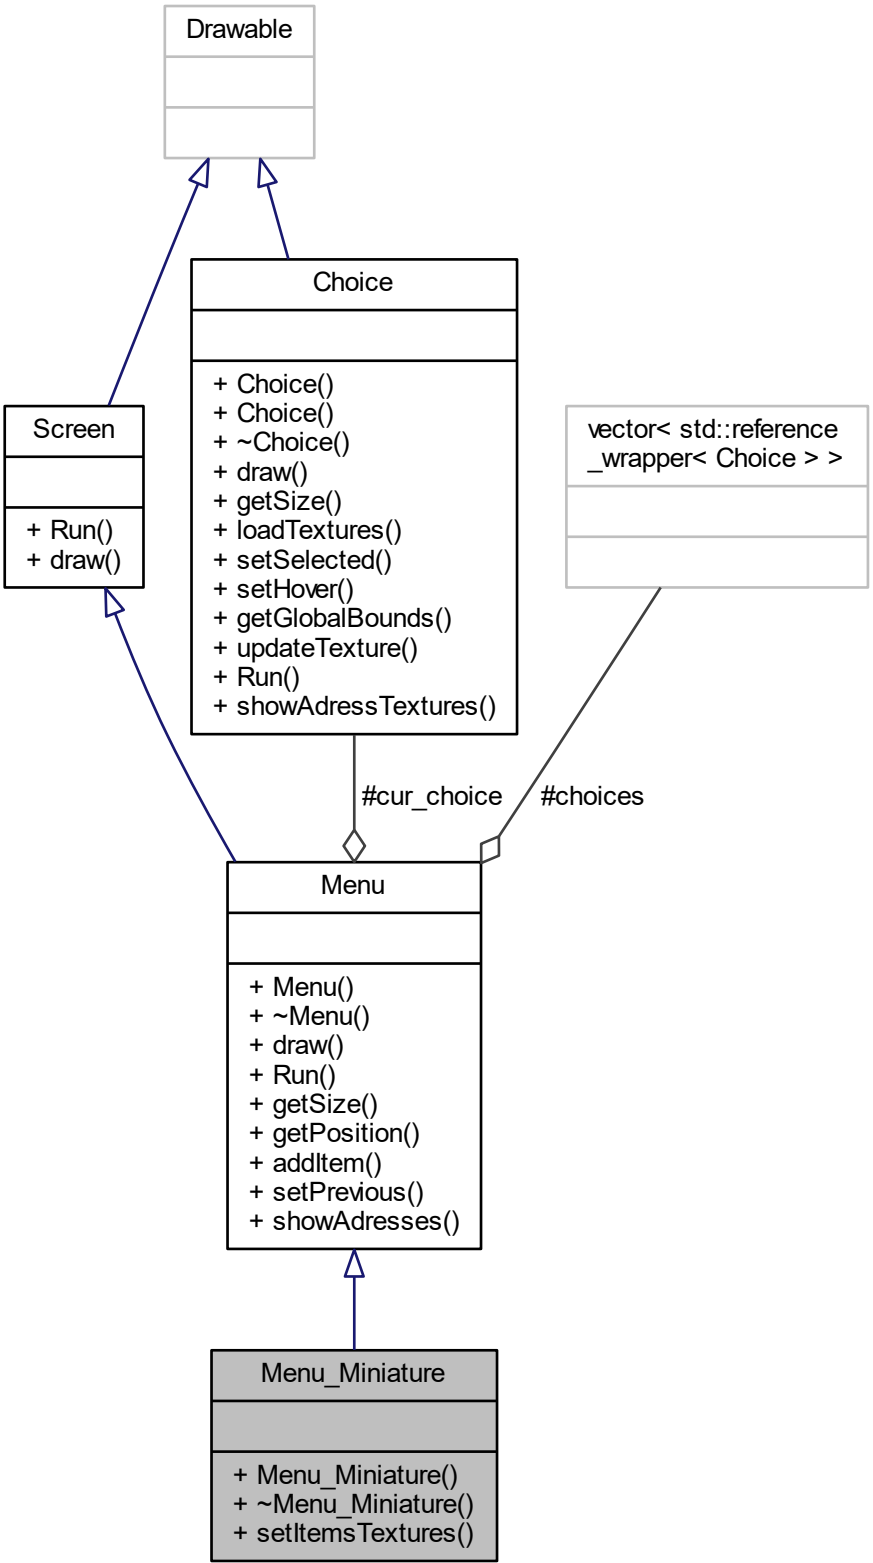 Drawable
Choice
+ Choice()
+ Choice()
+ ~Choice()
+ draw()
+ getSize()
+ loadTextures()
+ setSelected()
+ setHover()
+ getGlobalBounds()
+ updateTexture()
+ Run()
+ showAdressTextures()
Screen
+ Run()
+ draw()
vector< std::reference
_wrapper< Choice > >
#cur_choice
#choices
Menu
+ Menu()
+ ~Menu()
+ draw()
+ Run()
+ getSize()
+ getPosition()
+ addItem()
+ setPrevious()
+ showAdresses()
Menu_Miniature
+ Menu_Miniature()
+ ~Menu_Miniature()
+ setItemsTextures()